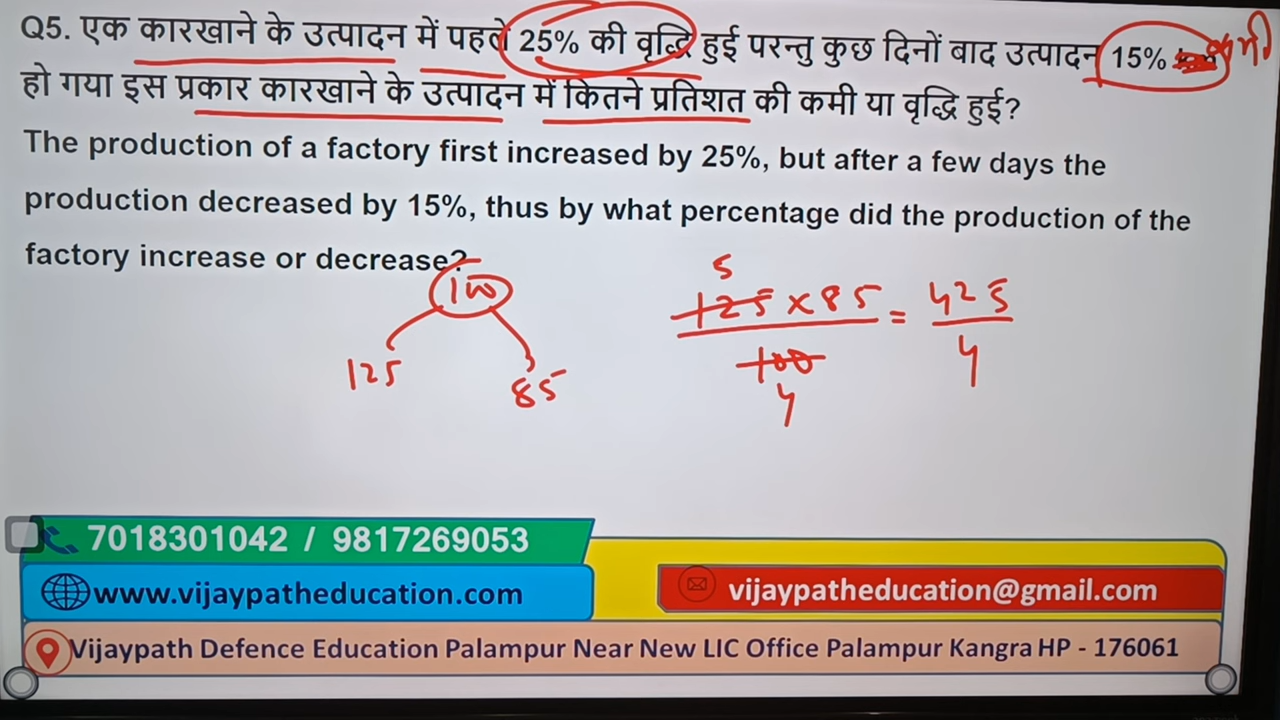 Q5. एक कारखाने के उत्पादन में पहले 25% की वृद्धि हुई परन्तु कुछ दिनों बाद उत्पादन 15% कमी
हो गया इस प्रकार कारखाने के उत्पादन में कितने प्रतिशत की कमी या वृद्धि हुई?
The production of a factory first increased by 25%, but after a few days the
production decreased by 15%, thus by what percentage did the production of the
factory increase or decrease?
100
125
85
5
125 x 85 = 425
100 4
4
7018301042 / 9817269053
www.vijaypatheducation.com
vijaypatheducation@gmail.com
Vijaypath Defence Education Palampur Near New LIC Office Palampur Kangra HP - 176061